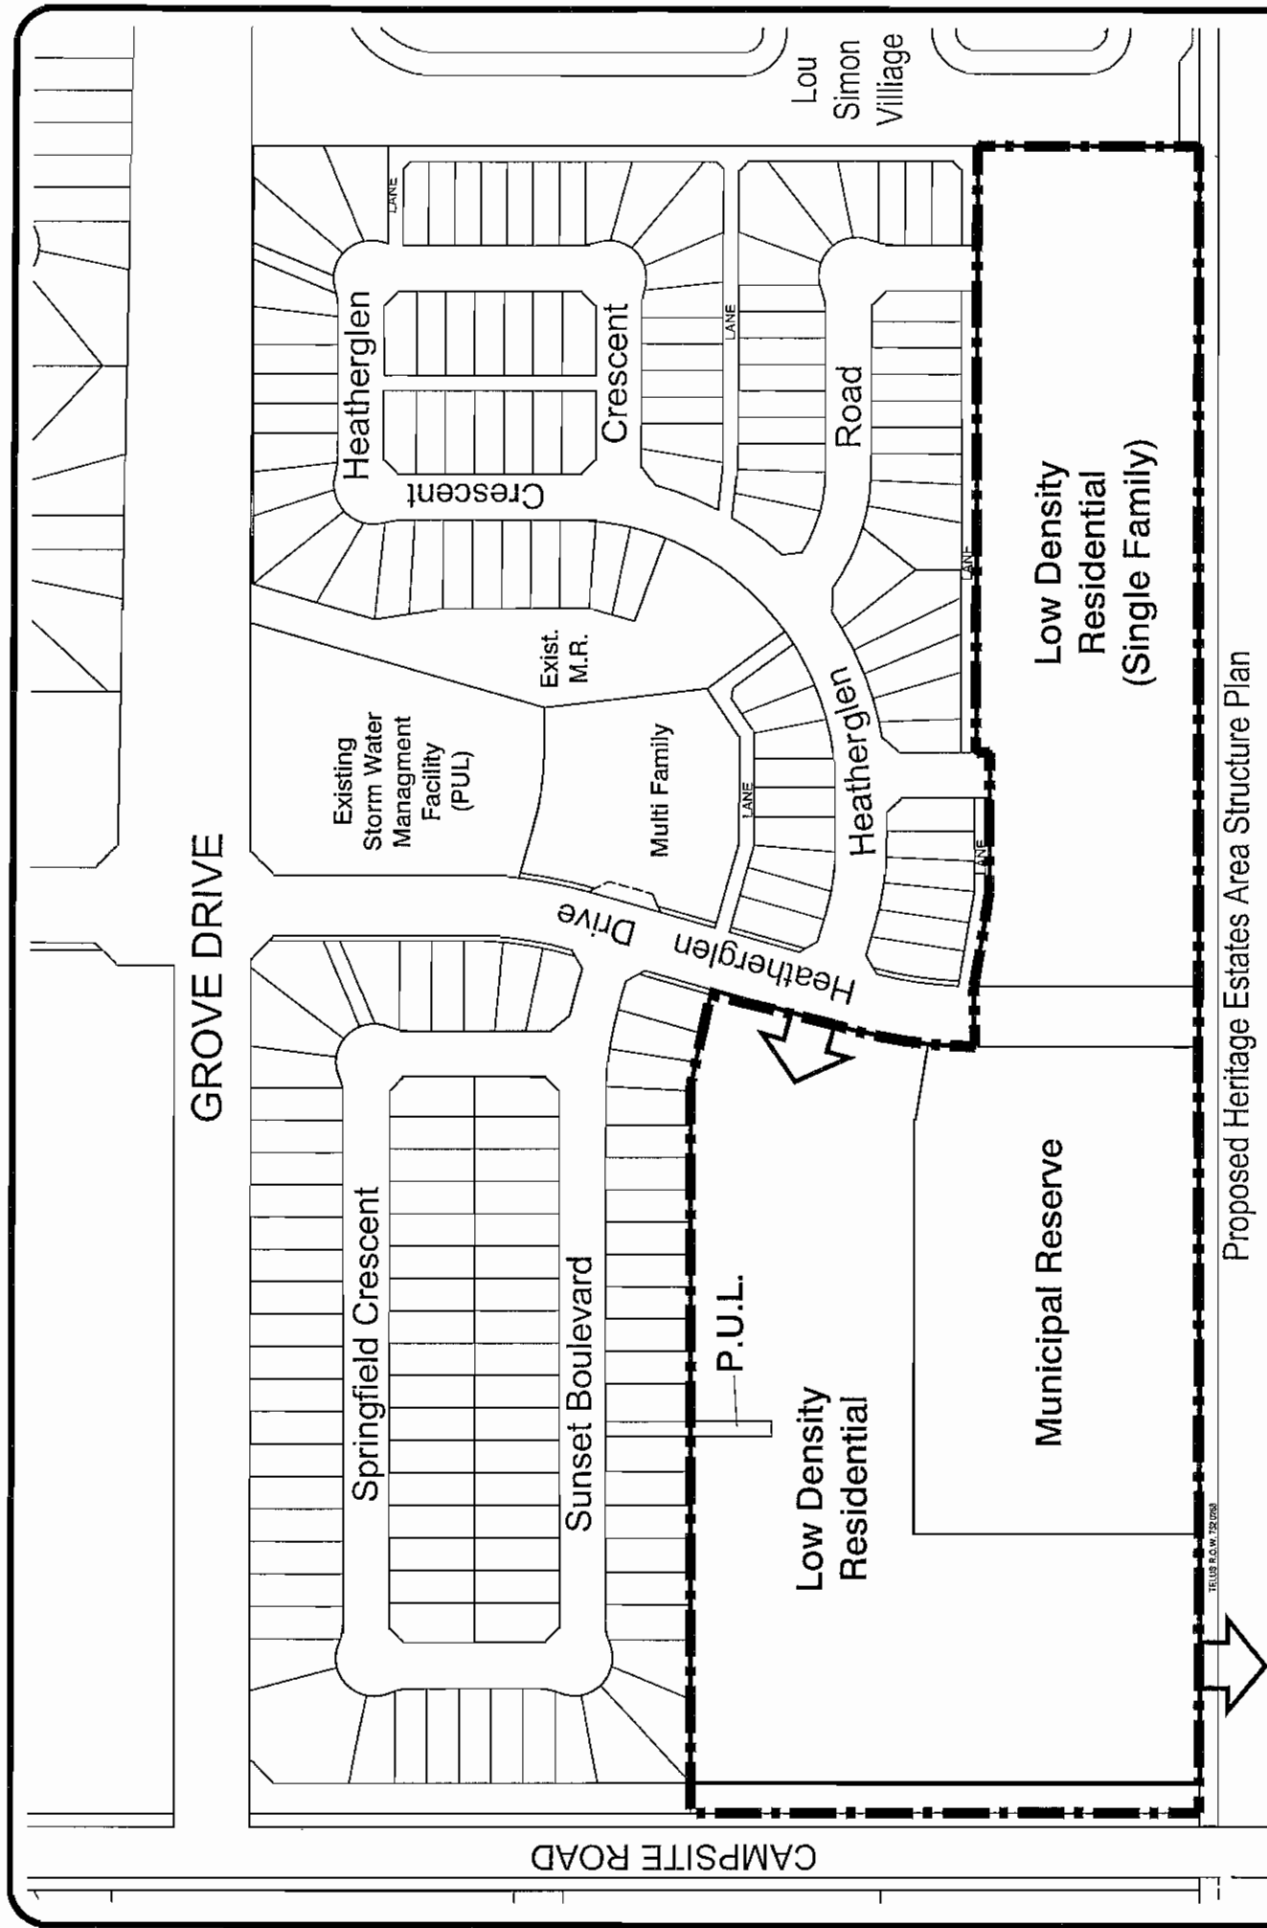 GROVE DRIVE
Lou
Simon
Villiage
LANE
Heatherglen
Crescent
Crescent
LANE
Road
LANE
Existing
Storm Water
Managment
Facility
(PUL)
Exist.
M.R.
Multi Family
LANE
Heatherglen
LANE
Heatherglen Drive
Springfield Crescent
Sunset Boulevard
P.U.L.
Low Density
Residential
(Single Family)
Low Density
Residential
Municipal Reserve
CAMPSITE ROAD
Proposed Heritage Estates Area Structure Plan
TELUS R.O.W.